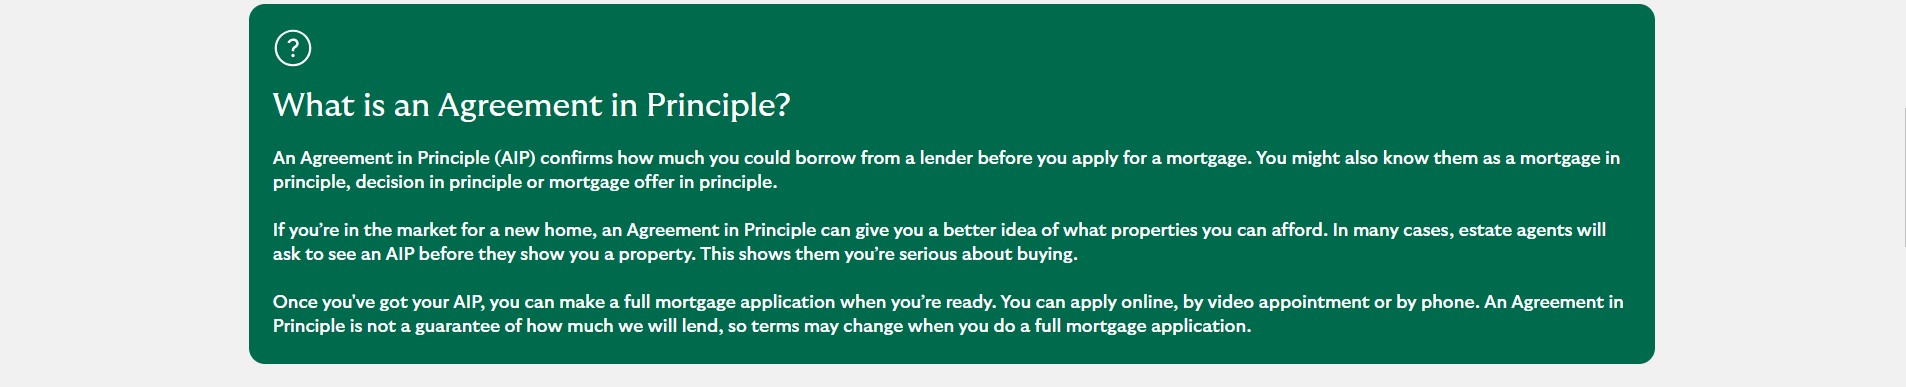 ?
What is an Agreement in Principle?
An Agreement in Principle (AIP) confirms how much you could borrow from a lender before you apply for a mortgage. You might also know them as a mortgage in
principle, decision in principle or mortgage offer in principle.
If you’re in the market for a new home, an Agreement in Principle can give you a better idea of what properties you can afford. In many cases, estate agents will
ask to see an AIP before they show you a property. This shows them you’re serious about buying.
Once you've got your AIP, you can make a full mortgage application when you’re ready. You can apply online, by video appointment or by phone. An Agreement in
Principle is not a guarantee of how much we will lend, so terms may change when you do a full mortgage application.